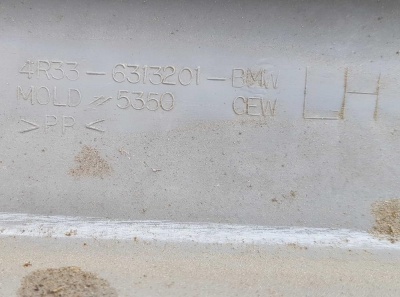 4R33-6313201-BMW LH
MOLD #5350 CEW
>PP<